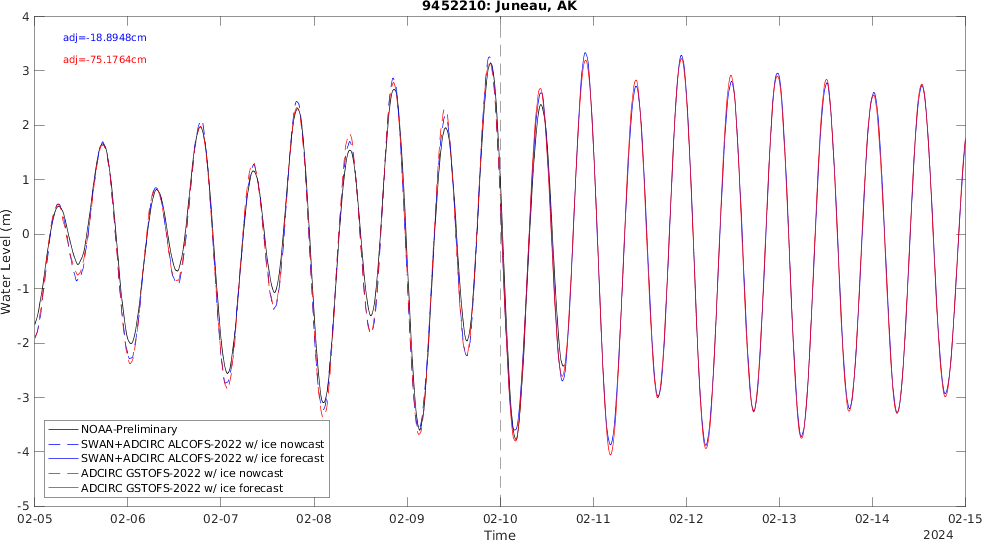 9452210: Juneau, AK
adj=-18.8948cm
adj=-75.1764cm
4
3
2
1
0
-1
-2
-3
-4
-5
Water Level (m)
NOAA-Preliminary
SWAN+ADCIRC ALCOFS-2022 w/ ice nowcast
SWAN+ADCIRC ALCOFS-2022 w/ ice forecast
ADCIRC GSTOFS-2022 w/ ice nowcast
ADCIRC GSTOFS-2022 w/ ice forecast
02-05 02-06 02-07 02-08 02-09 02-10 02-11 02-12 02-13 02-14 02-15
Time
2024